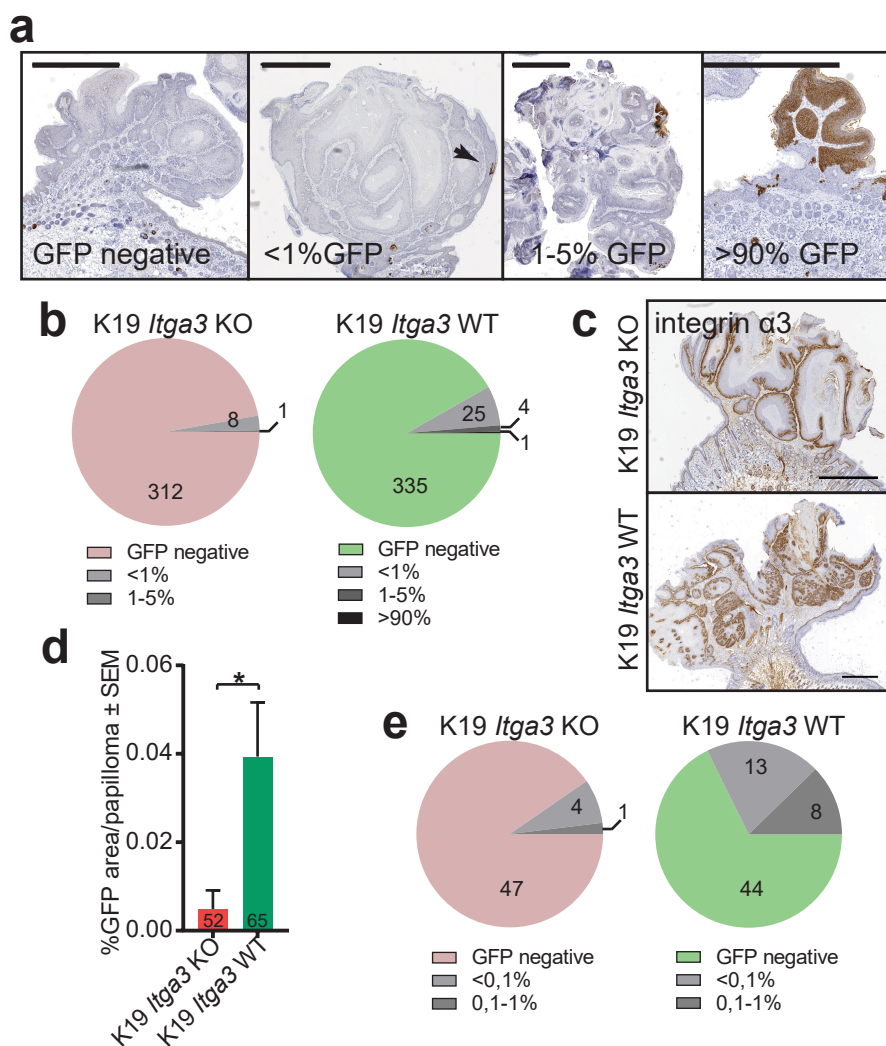 a
GFP negative
<1%GFP
1-5% GFP
>90% GFP
b
K19 Itga3 KO
K19 Itga3 WT
8
1
312
25
4
1
335
GFP negative
<1%
1-5%
GFP negative
<1%
1-5%
>90%
c
integrin α3
K19 Itga3 KO
K19 Itga3 WT
d
%GFP area/papilloma ± SEM
0.06
0.04
0.02
0.00
*
52
65
K19 Itga3 KO
K19 Itga3 WT
e
K19 Itga3 KO
K19 Itga3 WT
4
1
47
13
8
44
GFP negative
<0,1%
0,1-1%
GFP negative
<0,1%
0,1-1%